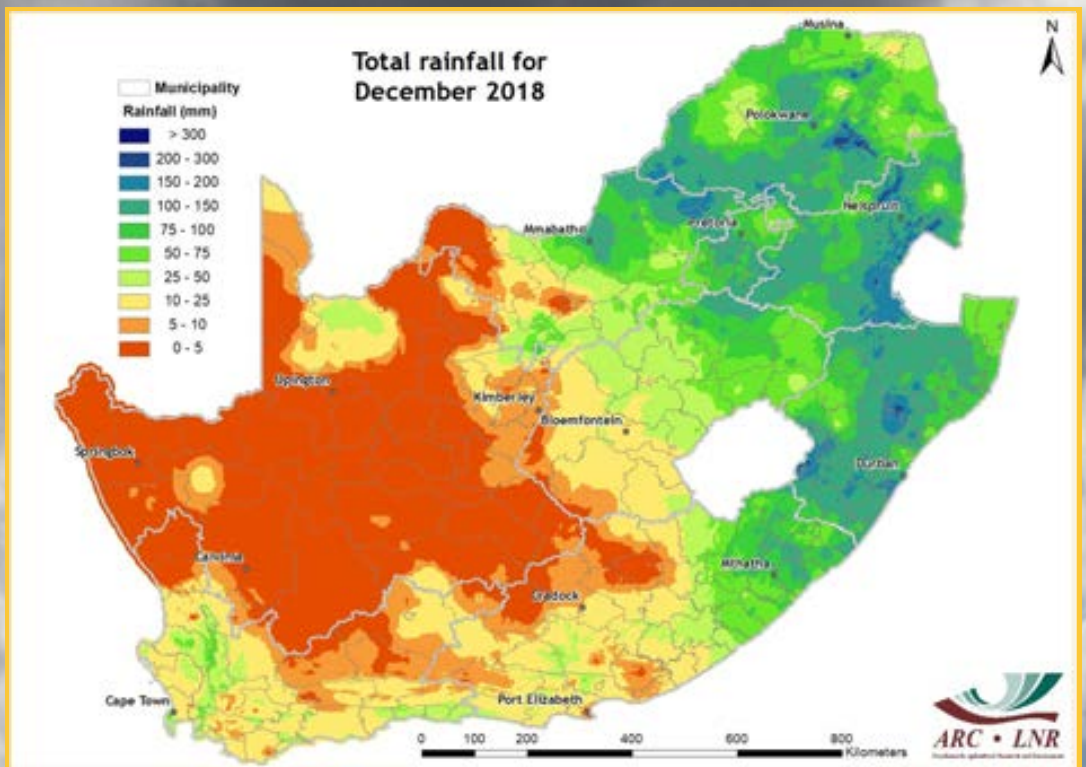 Total rainfall for
December 2018
N
Municipality
Rainfall (mm)
> 300
200 - 300
150 - 200
100 - 150
75 - 100
50 - 75
25 - 50
10 - 25
5 - 10
0 - 5
Musina
Polokwane
Nelspruit
Mmabatho
Pretoria
Upington
Kimberley
Bloemfontein
Springbok
Durban
Calvinia
Mthatha
Cradock
Cape Town
Port Elizabeth
0 100 200 400 600 800
Kilometers
ARC • LNR